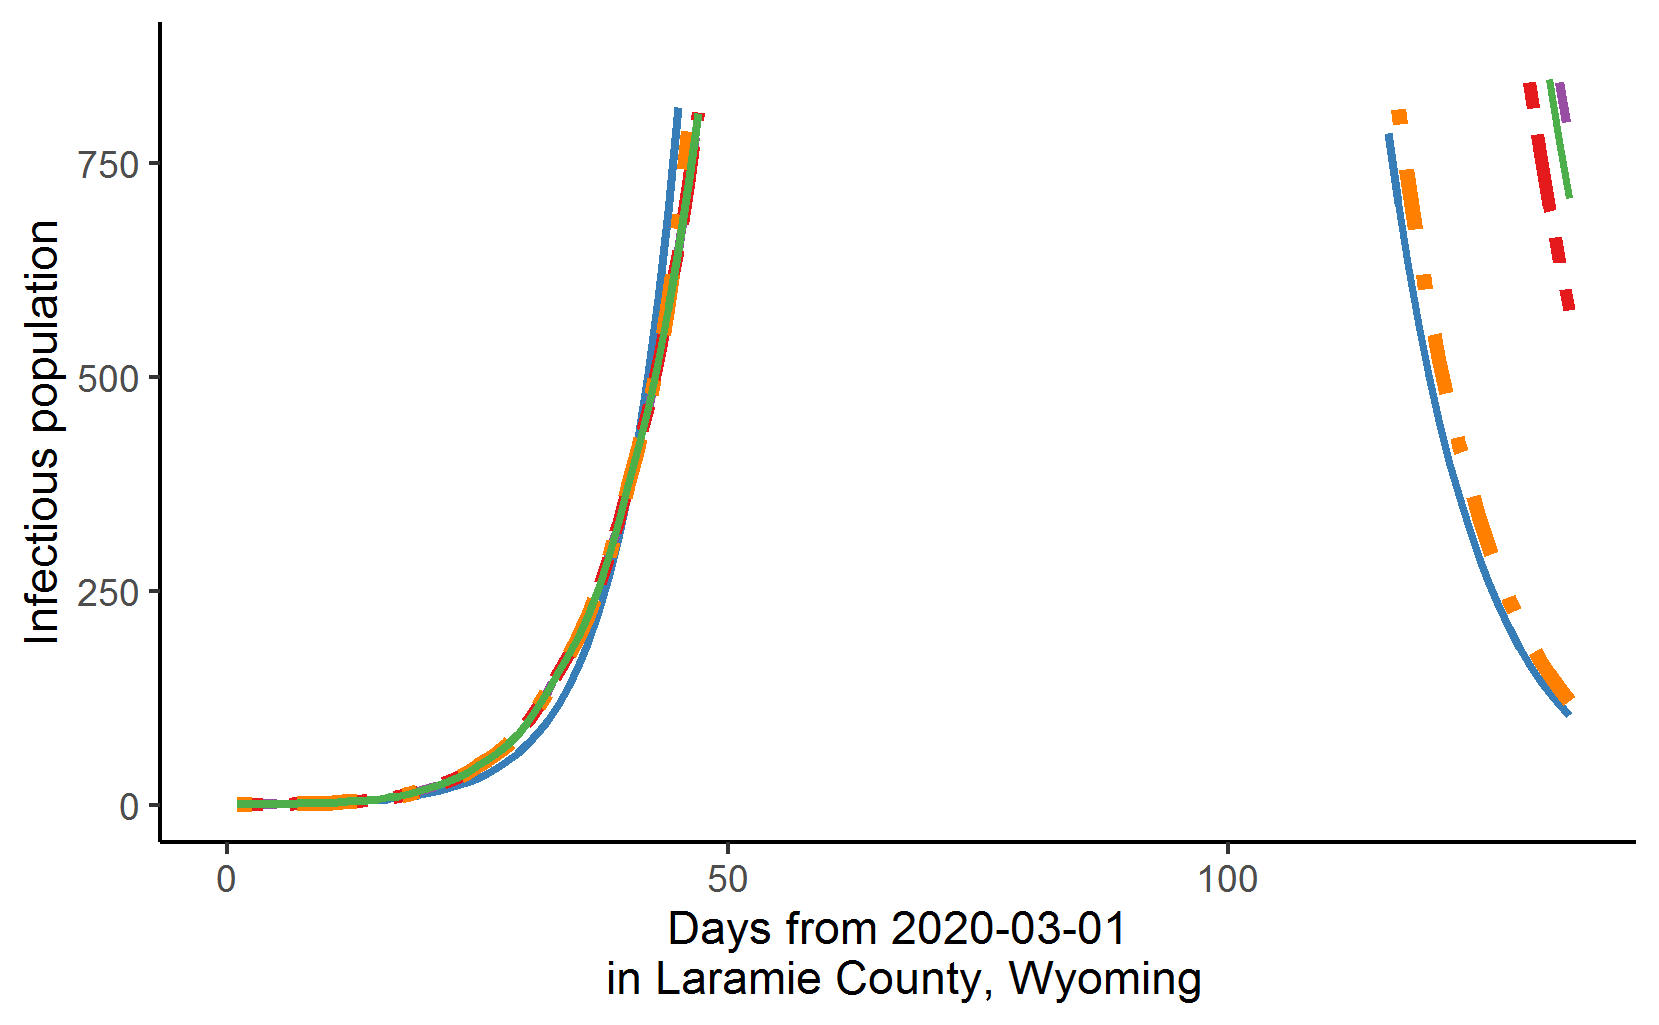 Infectious population
750
500
250
0
0
50
100
Days from 2020-03-01
in Laramie County, Wyoming